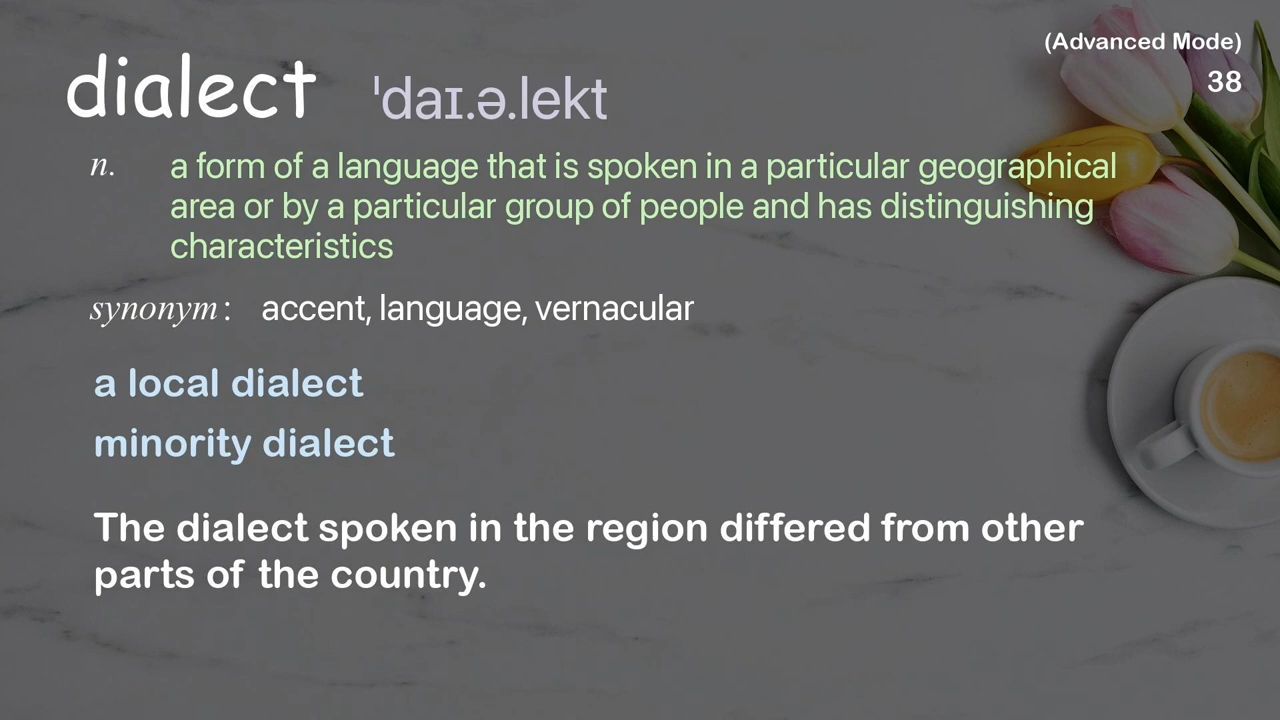 (Advanced Mode)
38
dialect ˈdaɪ.ə.lekt
n. a form of a language that is spoken in a particular geographical
area or by a particular group of people and has distinguishing
characteristics
synonym: accent, language, vernacular
a local dialect
minority dialect
The dialect spoken in the region differed from other
parts of the country.